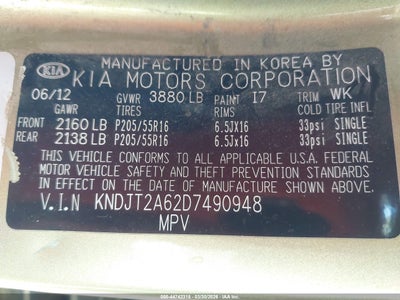 MANUFACTURED IN KOREA BY
KIA KIA MOTORS CORPORATION
06/12 GVWR 3880 LB PAINT I7 TRIM WK
GAWR TIRES RIMS COLD TIRE INFL
FRONT 2160 LB P205/55R16 6.5JX16 33psi SINGLE
REAR 2138 LB P205/55R16 6.5JX16 33psi SINGLE
THIS VEHICLE CONFORMS TO ALL APPLICABLE U.S.A. FEDERAL
MOTOR VEHICLE SAFETY AND THEFT PREVENTION STANDARDS
IN EFFECT ON THE DATE OF MANUFACTURE SHOWN ABOVE.
V.I.N KNDJT2A62D7490948
MPV